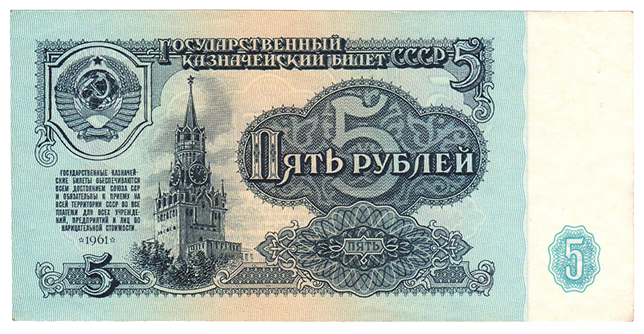 Государственный
казначейский билет СССР 5
Пять рублей
5
ГОСУДАРСТВЕННЫЕ КАЗНАЧЕЙ-
СКИЕ БИЛЕТЫ ОБЕСПЕЧИВАЮТСЯ
ВСЕМ ДОСТОЯНИЕМ СОЮЗА ССР
И ОБЯЗАТЕЛЬНЫ К ПРИЕМУ НА
ВСЕЙ ТЕРРИТОРИИ СССР ВО ВСЕ
ПЛАТЕЖИ ДЛЯ ВСЕХ УЧРЕЖДЕ-
НИЙ, ПРЕДПРИЯТИЙ И ЛИЦ ПО
НАРИЦАТЕЛЬНОЙ СТОИМОСТИ.
1961
ПЯТЬ
5
5